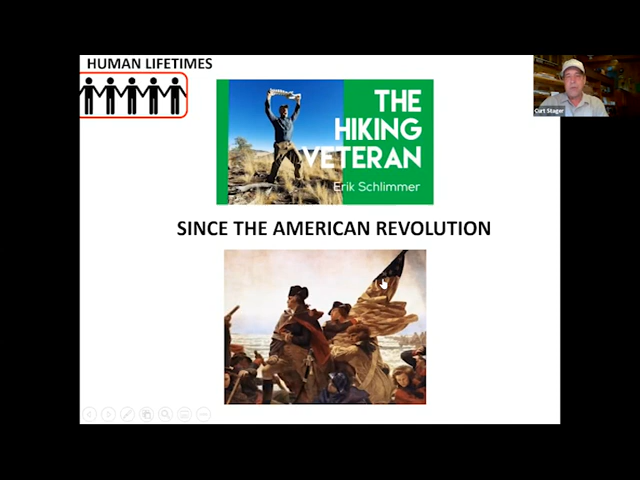 HUMAN LIFETIMES
THE
HIKING
VETERAN
Erik Schlimmer
Curt Stager
SINCE THE AMERICAN REVOLUTION